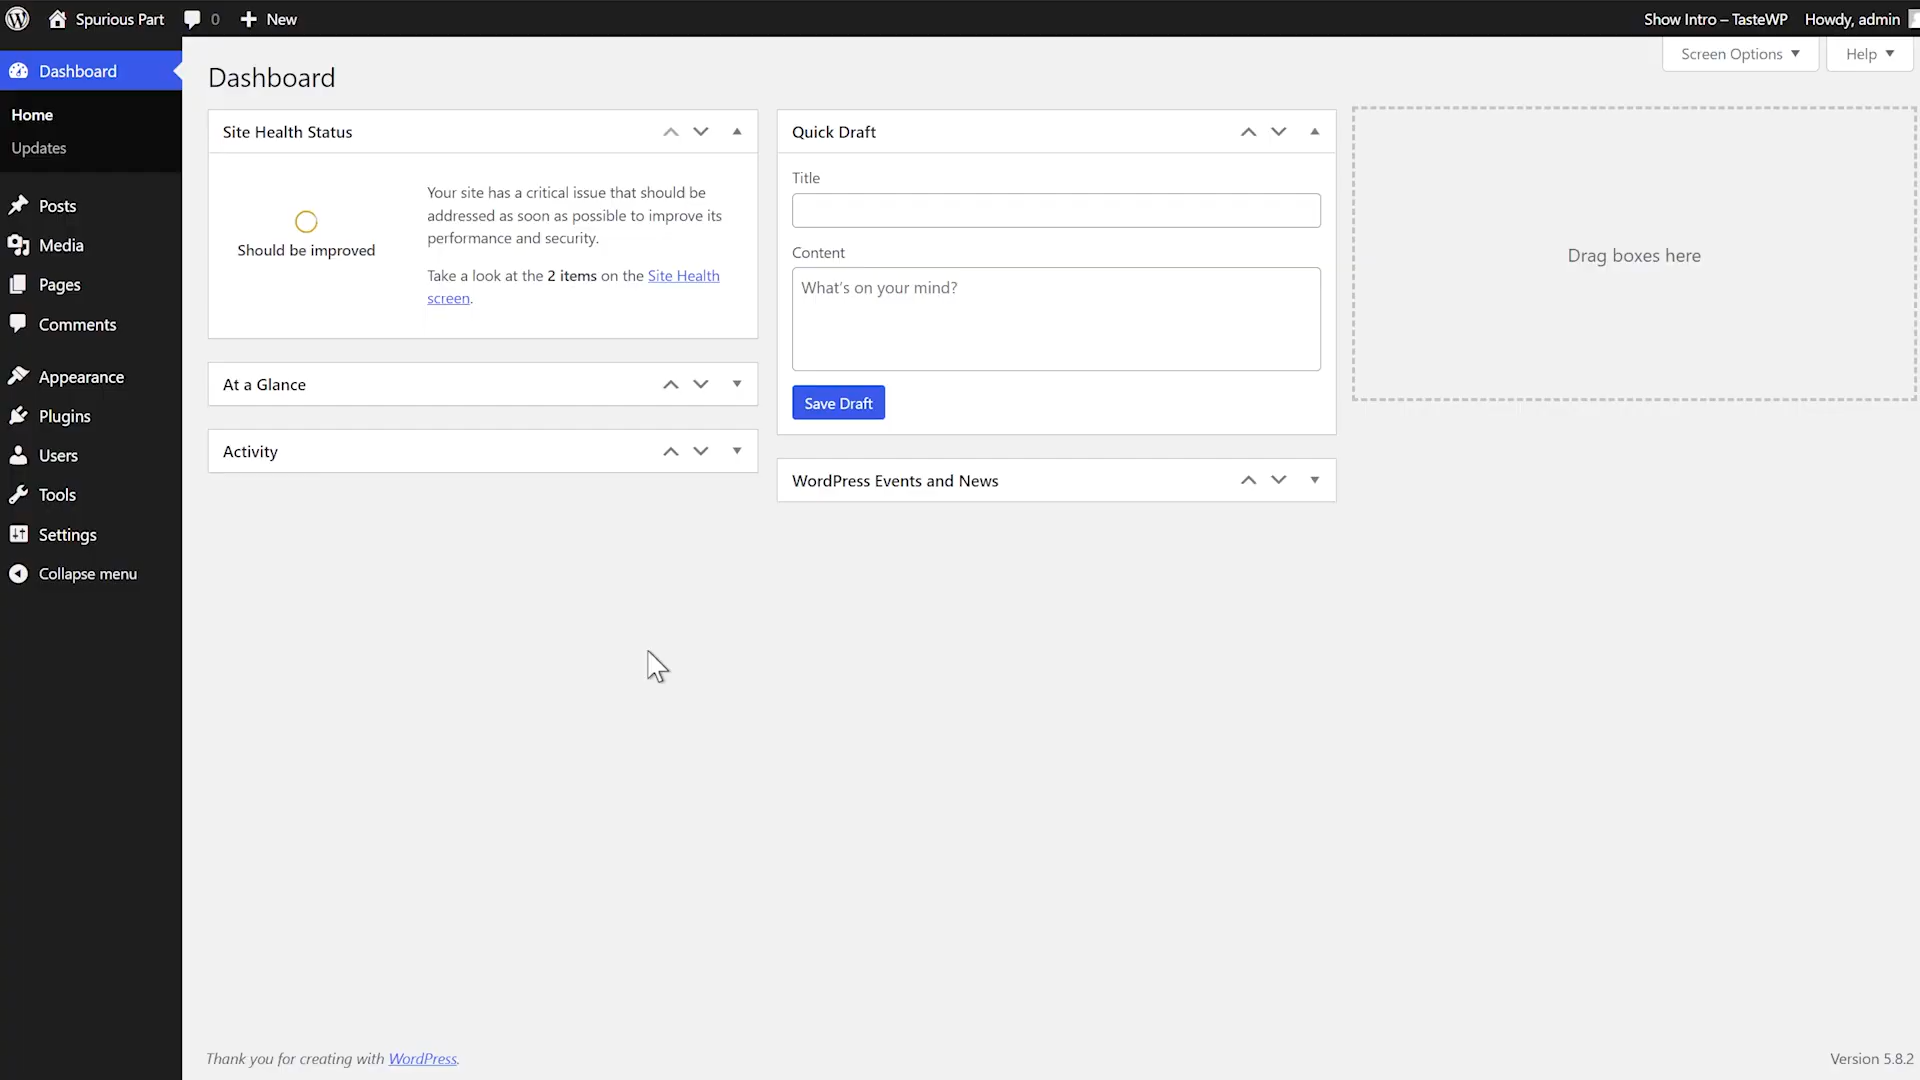 Spurious Part 0 New Show Intro – TasteWP Howdy, admin
Dashboard
Home
Updates
Posts
Media
Pages
Comments
Appearance
Plugins
Users
Tools
Settings
Collapse menu
Screen Options Help
Dashboard
Site Health Status
Should be improved
Your site has a critical issue that should be
addressed as soon as possible to improve its
performance and security.
Take a look at the 2 items on the Site Health
screen.
At a Glance
Activity
Quick Draft
Title
Content
What's on your mind?
Save Draft
WordPress Events and News
Drag boxes here
Thank you for creating with WordPress.
Version 5.8.2